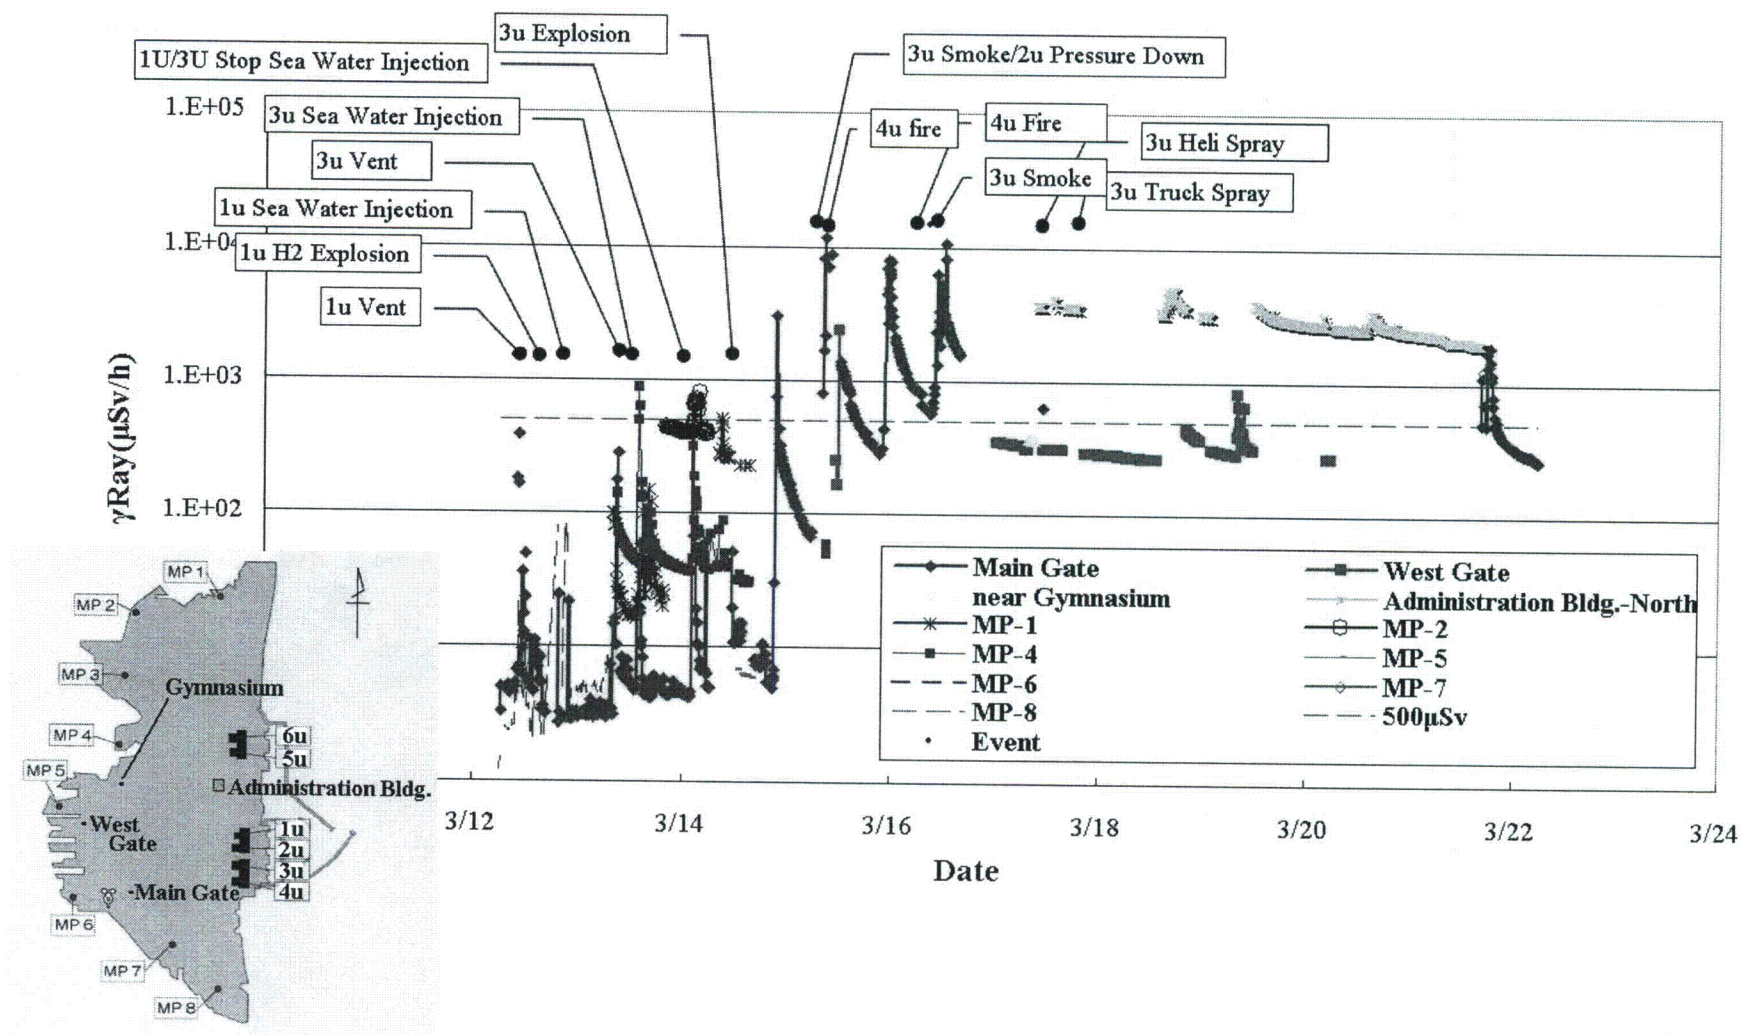 3u Explosion
1U/3U Stop Sea Water Injection
3u Smoke/2u Pressure Down
1.E+05
3u Sea Water Injection
4u fire
4u Fire
3u Vent
3u Heli Spray
3u Smoke
3u Truck Spray
1u Sea Water Injection
1.E+04
1u H2 Explosion
1u Vent
γRay(μSv/h)
1.E+03
1.E+02
Main Gate
West Gate
near Gymnasium
Administration Bldg.-North
MP-1
MP-2
MP-4
MP-5
MP-6
MP-7
MP-8
500μSv
Event
MP 1
MP 2
MP 3
Gymnasium
MP 4
6u
5u
MP 5
Administration Bldg.
West
Gate
1u
2u
3u
4u
Main Gate
MP 6
MP 7
MP 8
3/12
3/14
3/16
3/18
3/20
3/22
3/24
Date